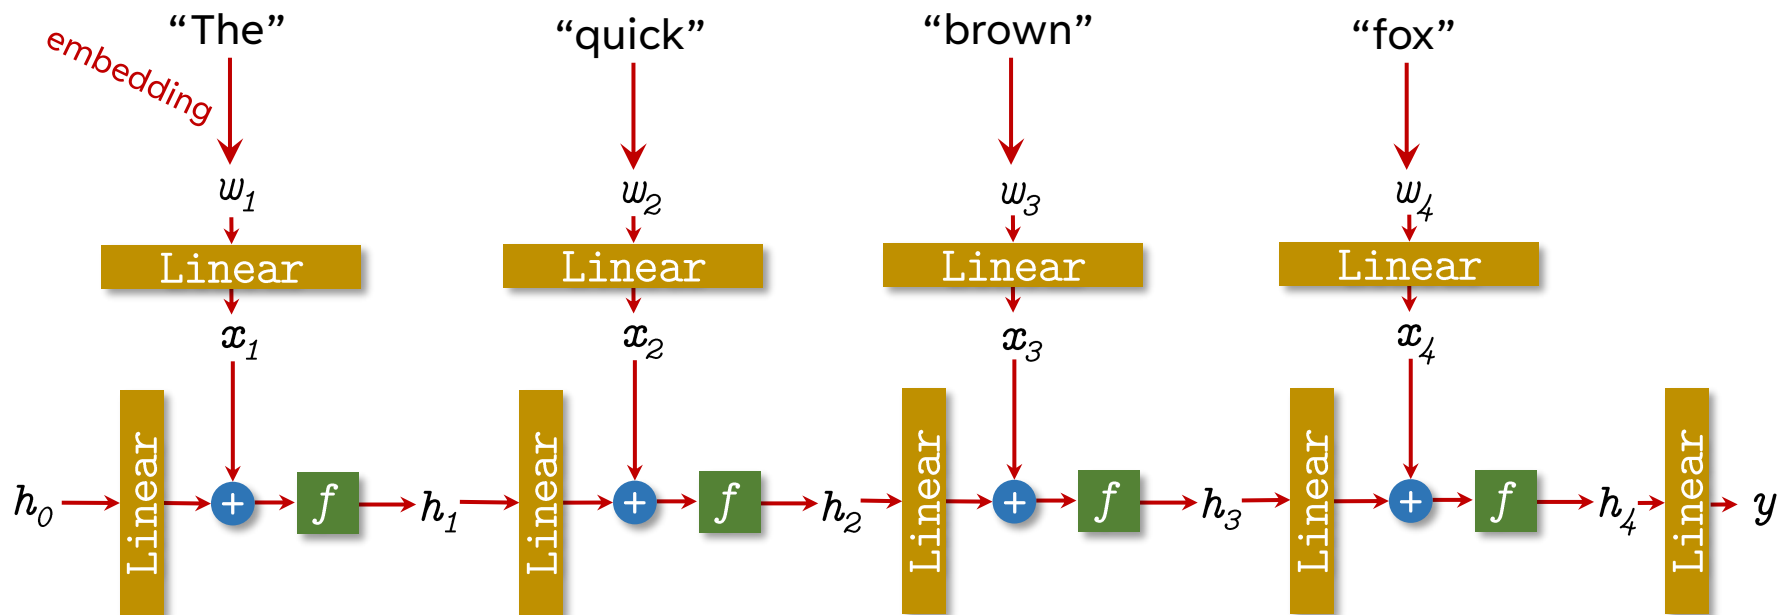 “The” “quick” “brown” “fox”
embedding
w1 w2 w3 w4
Linear Linear Linear Linear
x1 x2 x3 x4
Linear Linear Linear Linear Linear
h0 + f h1 + f h2 + f h3 + f h4 y